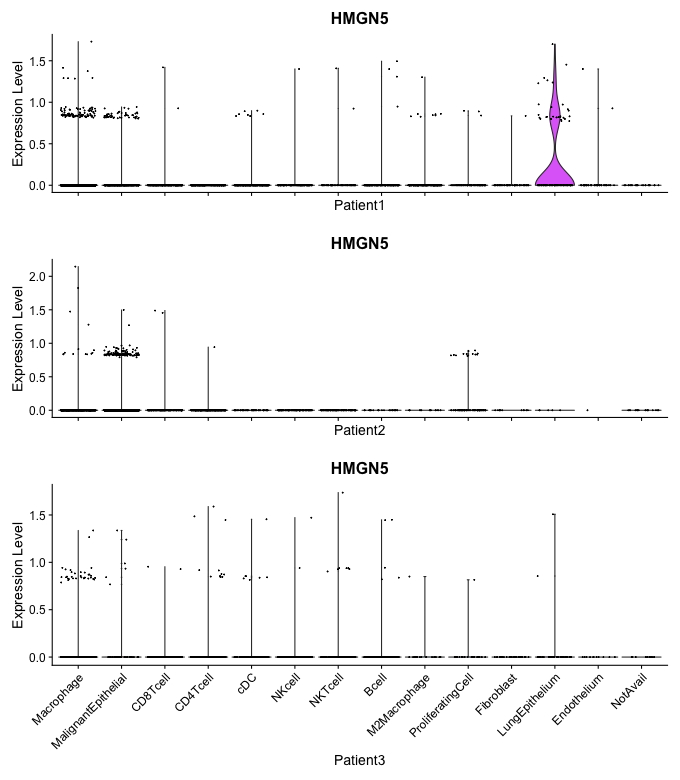 HMGN5
Expression Level
1.5
1.0
0.5
0.0
Patient1
HMGN5
Expression Level
2.0
1.5
1.0
0.5
0.0
Patient2
HMGN5
Expression Level
1.5
1.0
0.5
0.0
Macrophage
MalignantEpithelial
CD8Tcell
CD4Tcell
cDC
NKcell
NKTcell
Bcell
M2Macrophage
ProliferatingCell
Fibroblast
LungEpithelium
Endothelium
NotAvail
Patient3